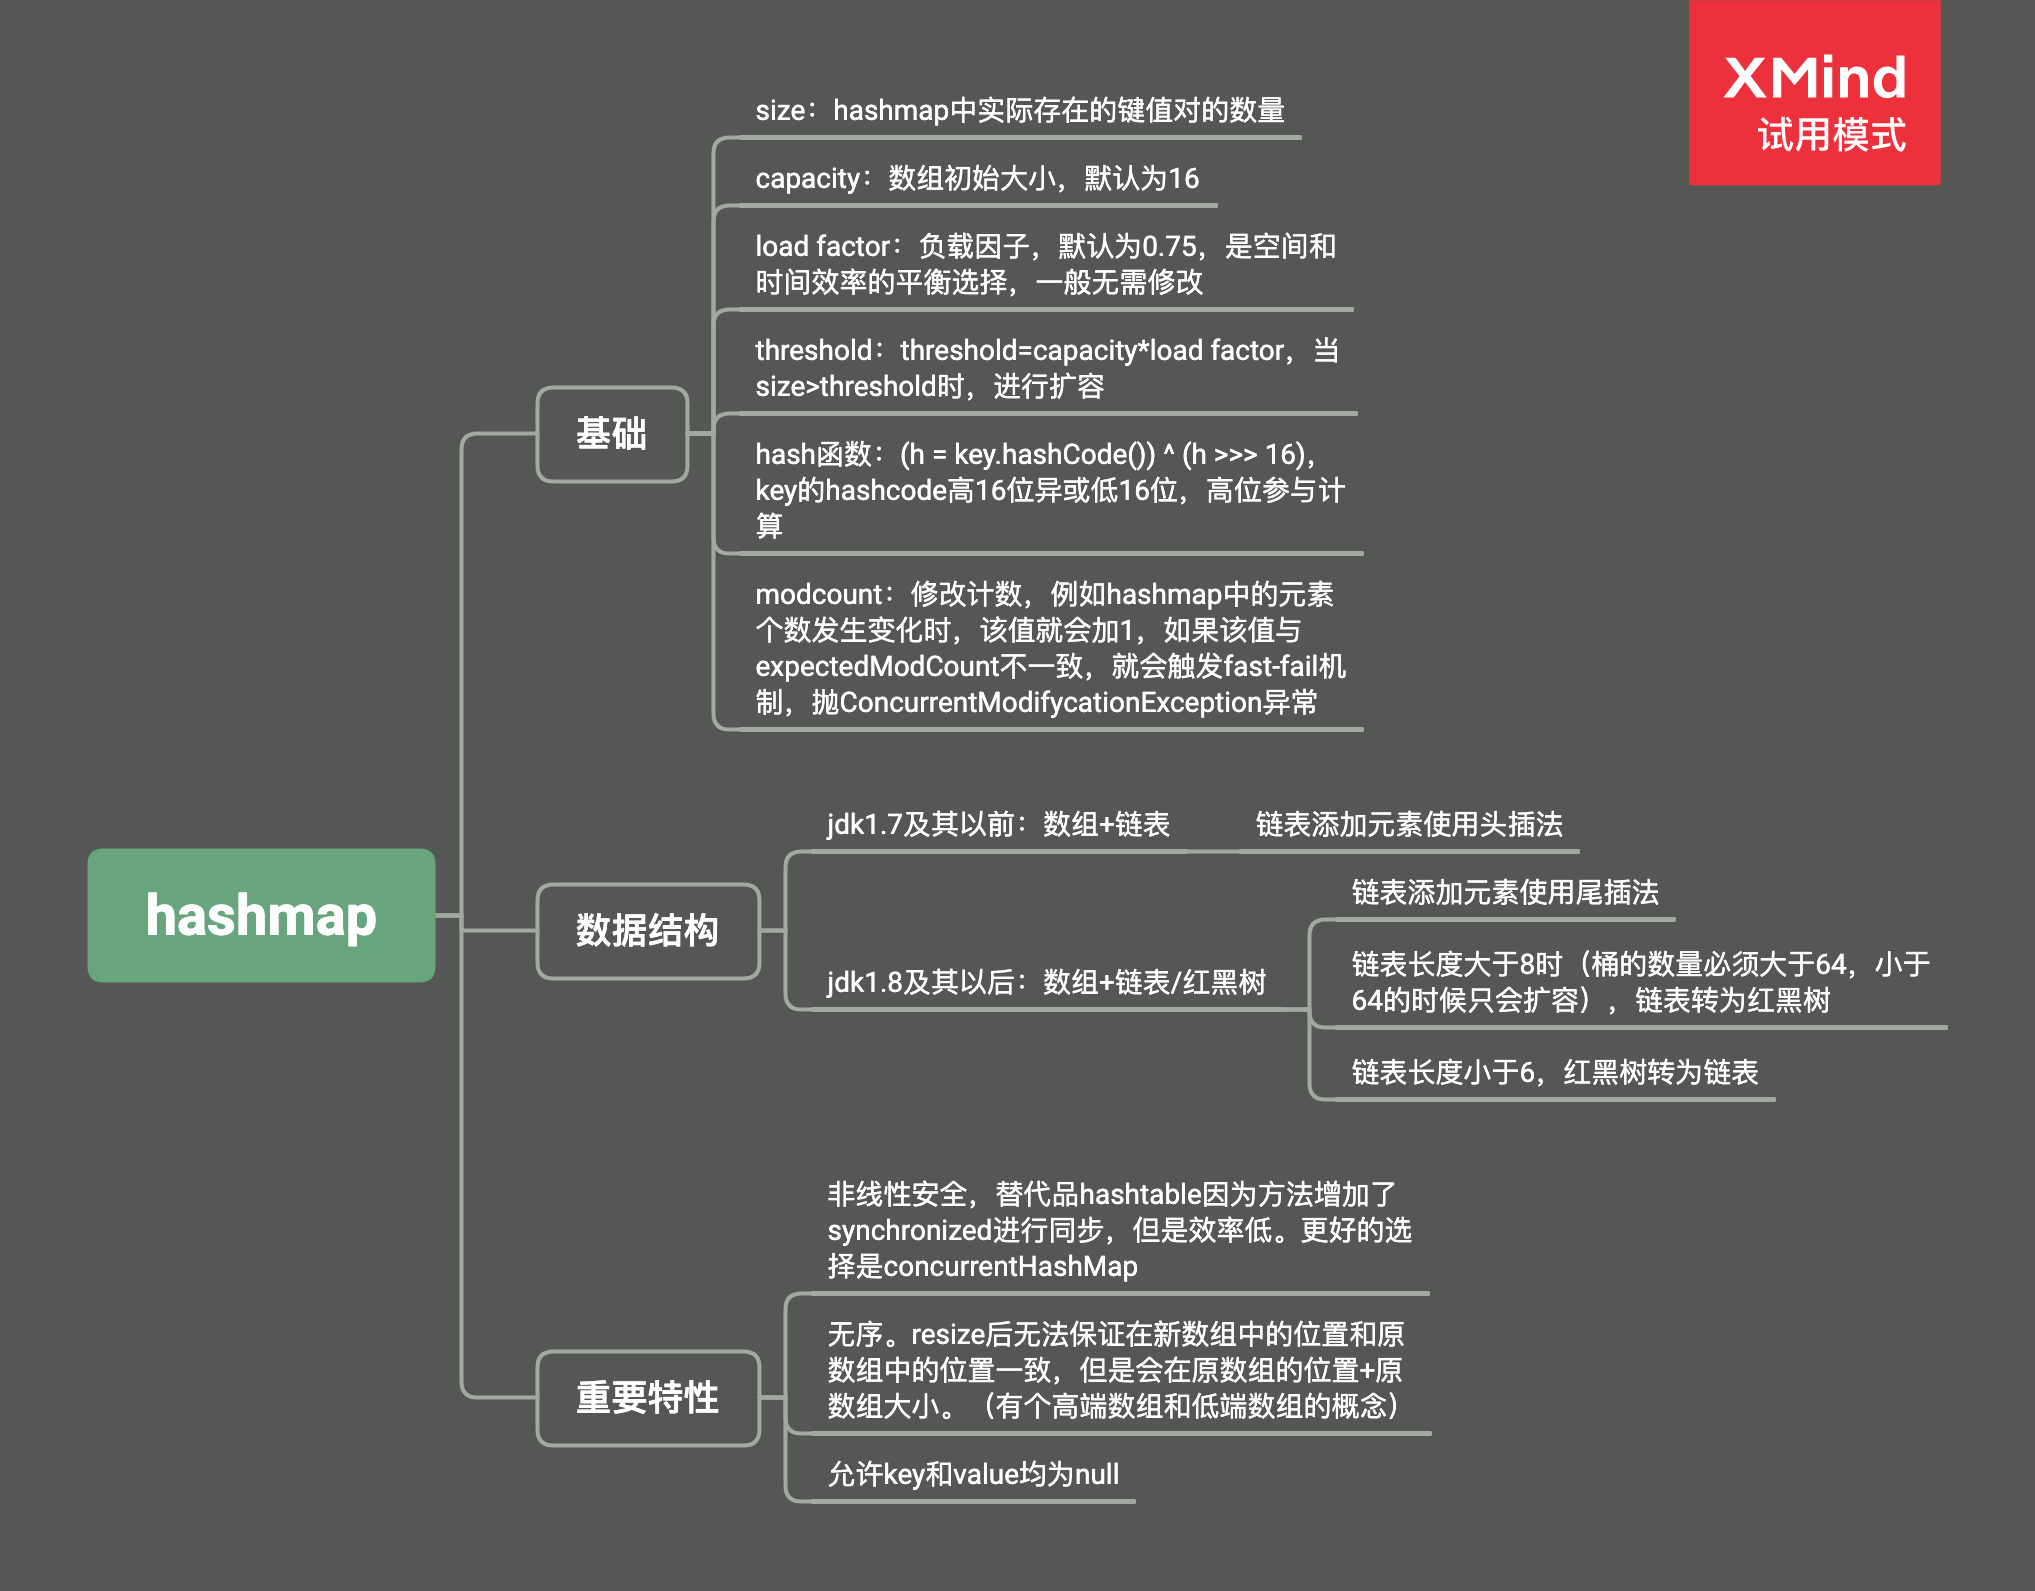 XMind
试用模式
size：hashmap中实际存在的键值对的数量
capacity：数组初始大小，默认为16
load factor：负载因子，默认为0.75，是空间和
时间效率的平衡选择，一般无需修改
threshold：threshold=capacity*load factor，当
size>threshold时，进行扩容
基础
hash函数：(h = key.hashCode()) ^ (h >>> 16)，
key的hashcode高16位异或低16位，高位参与计
算
modcount：修改计数，例如hashmap中的元素
个数发生变化时，该值就会加1，如果该值与
expectedModCount不一致，就会触发fast-fail机
制，抛ConcurrentModifycationException异常
hashmap
数据结构
jdk1.7及其以前：数组+链表
链表添加元素使用头插法
jdk1.8及其以后：数组+链表/红黑树
链表添加元素使用尾插法
链表长度大于8时（桶的数量必须大于64，小于
64的时候只会扩容），链表转为红黑树
链表长度小于6，红黑树转为链表
重要特性
非线性安全，替代品hashtable因为方法增加了
synchronized进行同步，但是效率低。更好的选
择是concurrentHashMap
无序。resize后无法保证在新数组中的位置和原
数组中的位置一致，但是会在原数组的位置+原
数组大小。（有个高端数组和低端数组的概念）
允许key和value均为null